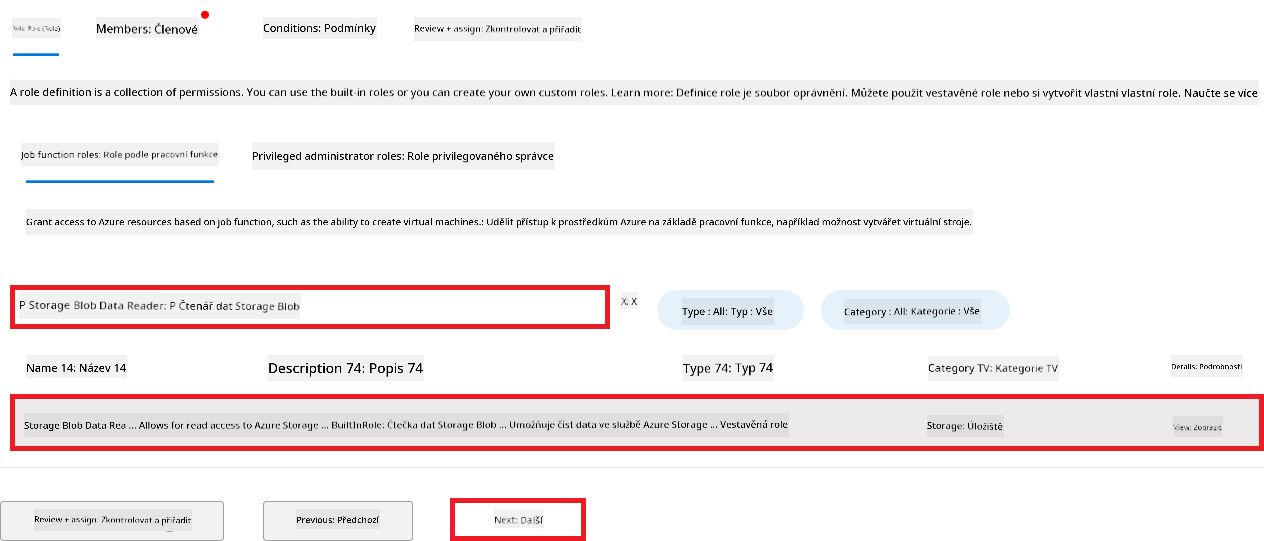 Role: Role (Role)
Members: Členové
Conditions: Podmínky
Review + assign: Zkontrolovat a přiřadit
A role definition is a collection of permissions. You can use the built-in roles or you can create your own custom roles. Learn more: Definice role je soubor oprávnění. Můžete použít vestavěné role nebo si vytvořit vlastní vlastní role. Naučte se více
Job function roles: Role podle pracovní funkce
Privileged administrator roles: Role privilegovaného správce
Grant access to Azure resources based on job function, such as the ability to create virtual machines.: Udělit přístup k prostředkům Azure na základě pracovní funkce, například možnost vytvářet virtuální stroje.
P Storage Blob Data Reader: P Čtenář dat Storage Blob
X: X
Type : All: Typ : Vše
Category : All: Kategorie : Vše
Name 14: Název 14
Description 74: Popis 74
Type 74: Typ 74
Category TV: Kategorie TV
Details: Podrobnosti
Storage Blob Data Rea ... Allows for read access to Azure Storage ... BuiltInRole: Čtečka dat Storage Blob ... Umožňuje číst data ve službě Azure Storage ... Vestavěná role
Storage: Úložiště
View: Zobrazit
Review + assign: Zkontrolovat a přiřadit
Previous: Předchozí
Next: Další